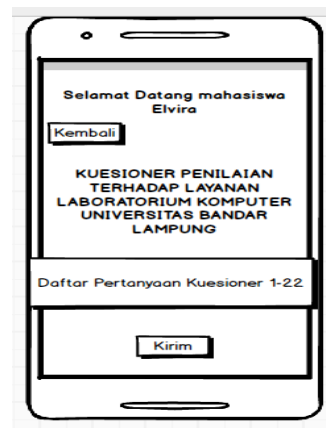 Selamat Datang mahasiswa
Elvira
Kembali
KUESIONER PENILAIAN
TERHADAP LAYANAN
LABORATORIUM KOMPUTER
UNIVERSITAS BANDAR
LAMPUNG
Daftar Pertanyaan Kuesioner 1-22
Kirim